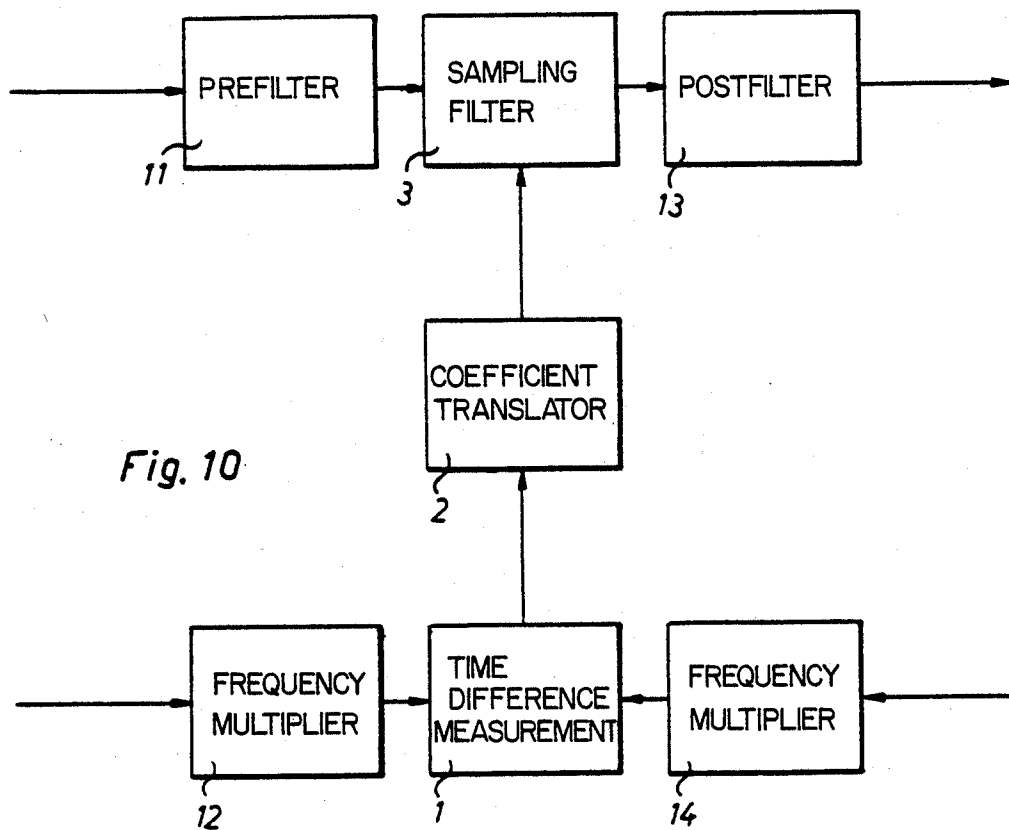 PREFILTER
11
SAMPLING
FILTER
3
POSTFILTER
13
COEFFICIENT
TRANSLATOR
2
Fig. 10
FREQUENCY
MULTIPLIER
12
TIME
DIFFERENCE
MEASUREMENT
1
FREQUENCY
MULTIPLIER
14